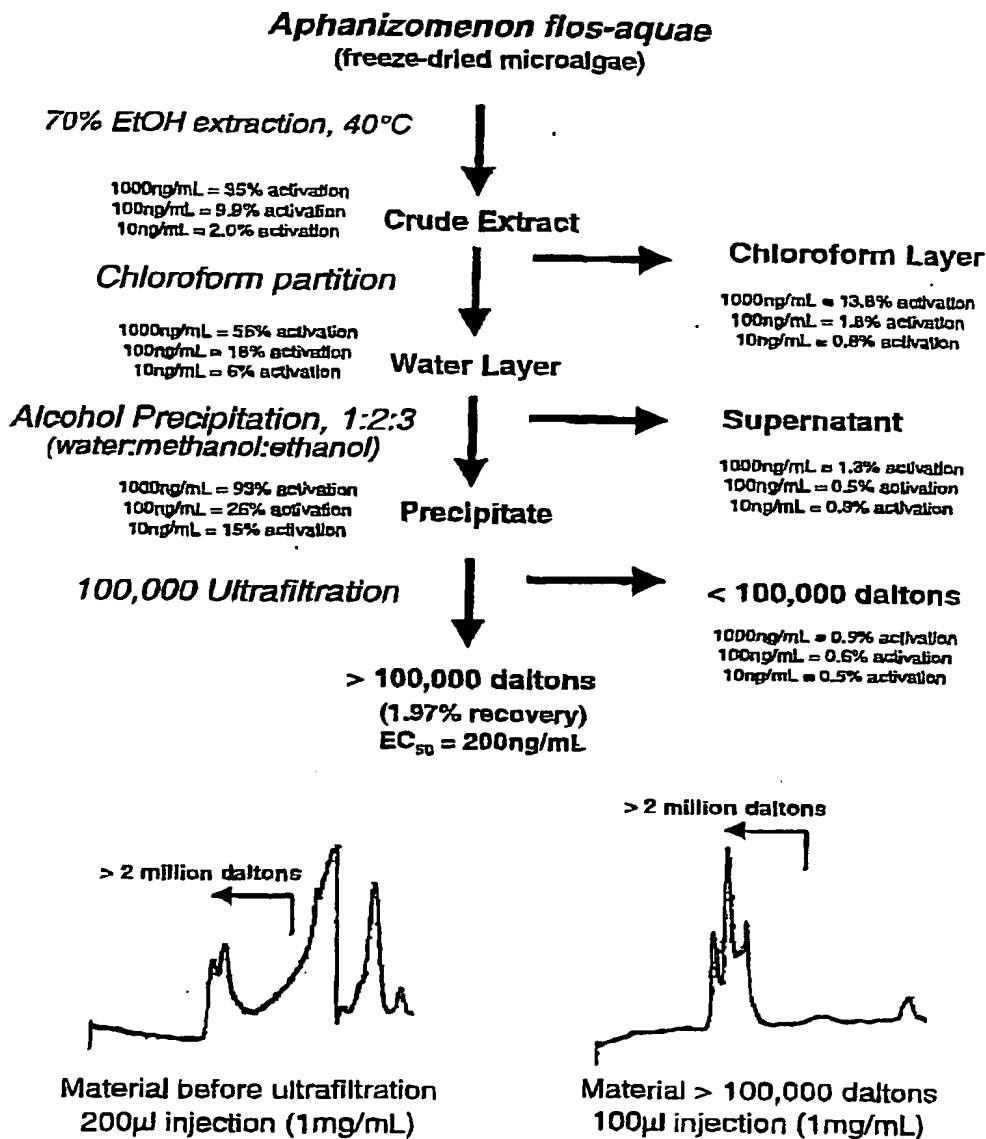 Aphanizomenon flos-aquae
(freeze-dried microalgae)
70% EtOH extraction, 40°C
1000ng/mL = 35% activation
100ng/mL = 9.9% activation
10ng/mL = 2.0% activation
Crude Extract
Chloroform partition
Chloroform Layer
1000ng/mL = 13.8% activation
100ng/mL = 1.8% activation
10ng/mL = 0.8% activation
1000ng/mL = 56% activation
100ng/mL = 18% activation
10ng/mL = 6% activation
Water Layer
Alcohol Precipitation, 1:2:3
(water:methanol:ethanol)
Supernatant
1000ng/mL = 1.3% activation
100ng/mL = 0.5% activation
10ng/mL = activation
1000ng/mL = activation
100ng/mL = 26% activation
10ng/mL = 15% activation
Precipitate
100,000 Ultrafiltration
< 100,000 daltons
1000ng/mL = 0.9% activation
100ng/mL = 0.6% activation
10ng/mL = 0.5% activation
> 100,000 daltons
(1.97% recovery)
EC50 = 200ng/mL
> 2 million daltons
> 2 million daltons
Material before ultrafiltration
200µl injection (1mg/mL)
Material > 100,000 daltons
100µl injection (1mg/mL)